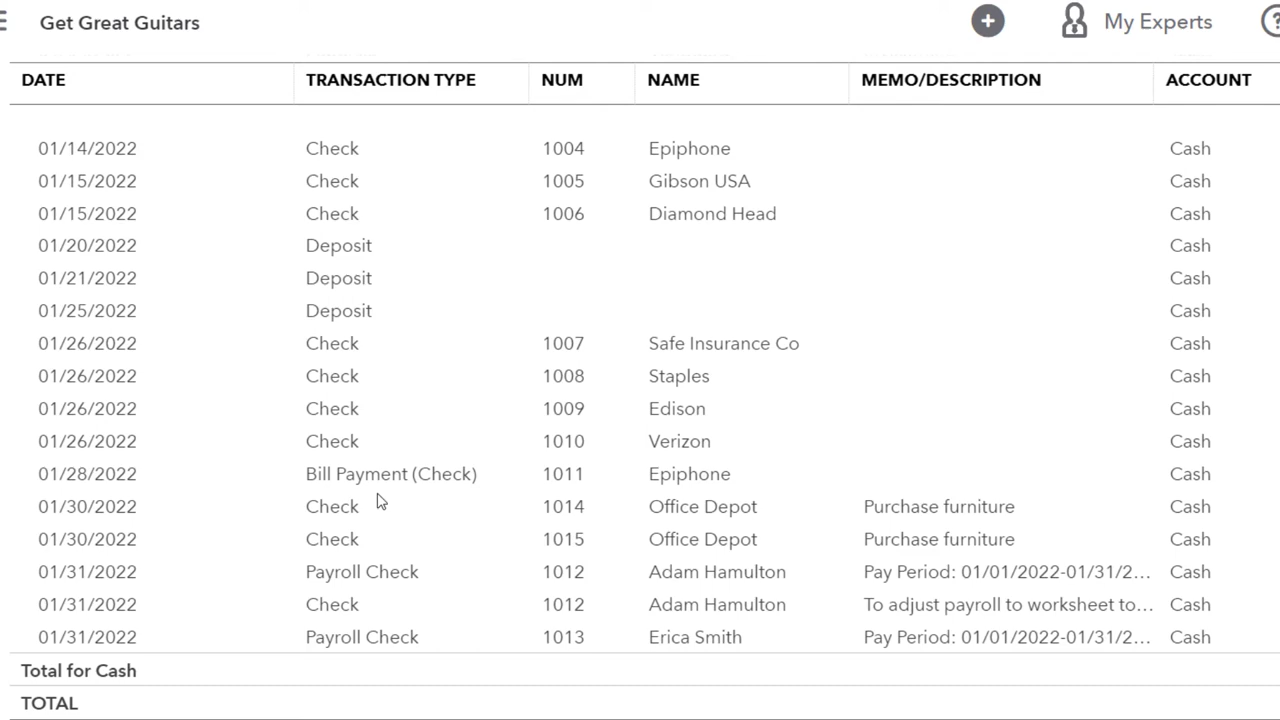 Get Great Guitars My Experts
DATE TRANSACTION TYPE NUM NAME MEMO/DESCRIPTION ACCOUNT
01/14/2022 Check 1004 Epiphone Cash
01/15/2022 Check 1005 Gibson USA Cash
01/15/2022 Check 1006 Diamond Head Cash
01/20/2022 Deposit Cash
01/21/2022 Deposit Cash
01/25/2022 Deposit Cash
01/26/2022 Check 1007 Safe Insurance Co Cash
01/26/2022 Check 1008 Staples Cash
01/26/2022 Check 1009 Edison Cash
01/26/2022 Check 1010 Verizon Cash
01/28/2022 Bill Payment (Check) 1011 Epiphone Cash
01/30/2022 Check 1014 Office Depot Purchase furniture Cash
01/30/2022 Check 1015 Office Depot Purchase furniture Cash
01/31/2022 Payroll Check 1012 Adam Hamulton Pay Period: 01/01/2022-01/31/2... Cash
01/31/2022 Check 1012 Adam Hamulton To adjust payroll to worksheet to... Cash
01/31/2022 Payroll Check 1013 Erica Smith Pay Period: 01/01/2022-01/31/2... Cash
Total for Cash
TOTAL